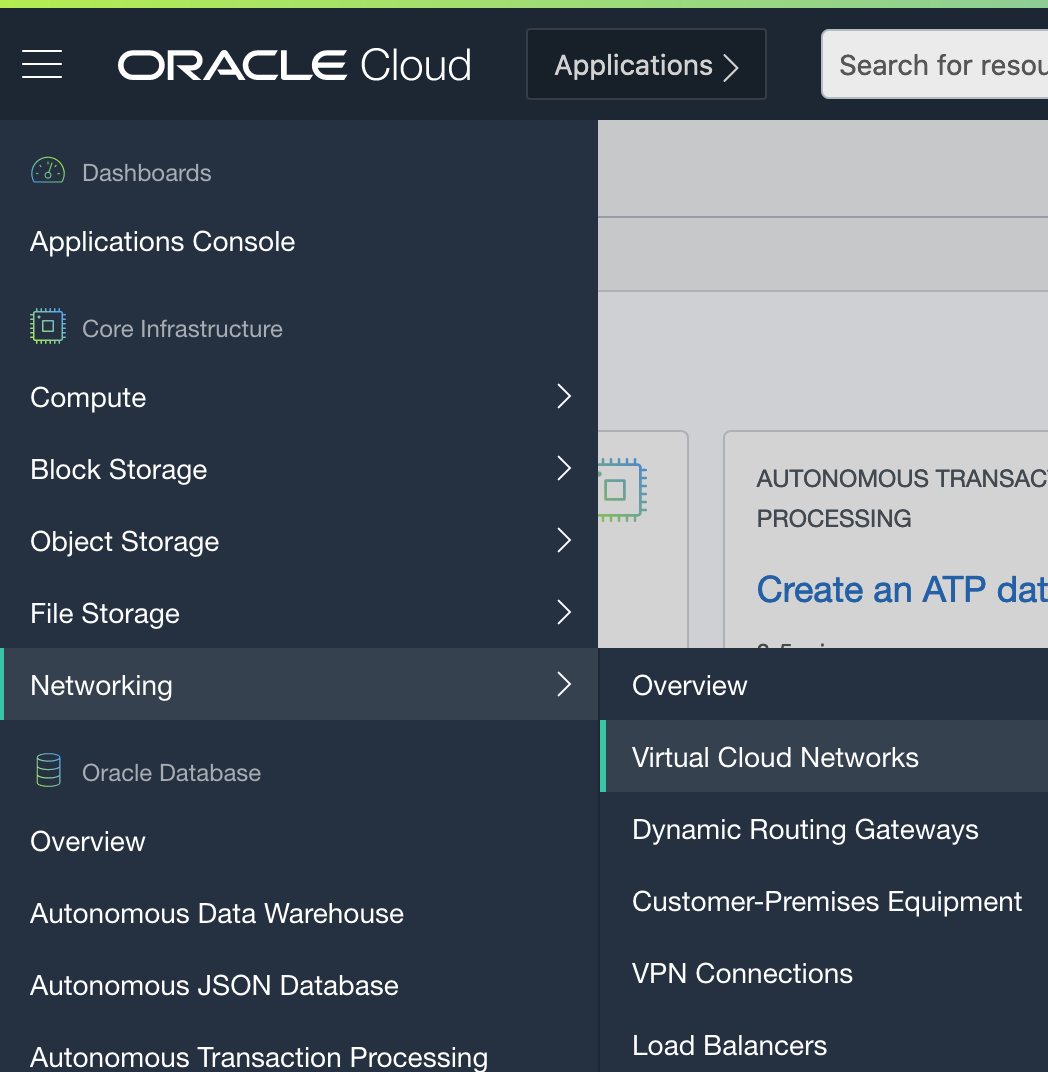 ORACLE Cloud
Applications
Search for resou
Dashboards
Applications Console
Core Infrastructure
Compute
Block Storage
Object Storage
File Storage
Networking
Oracle Database
Overview
Autonomous Data Warehouse
Autonomous JSON Database
Autonomous Transaction Processing
AUTONOMOUS TRANSAC
PROCESSING
Create an ATP dat
Overview
Virtual Cloud Networks
Dynamic Routing Gateways
Customer-Premises Equipment
VPN Connections
Load Balancers